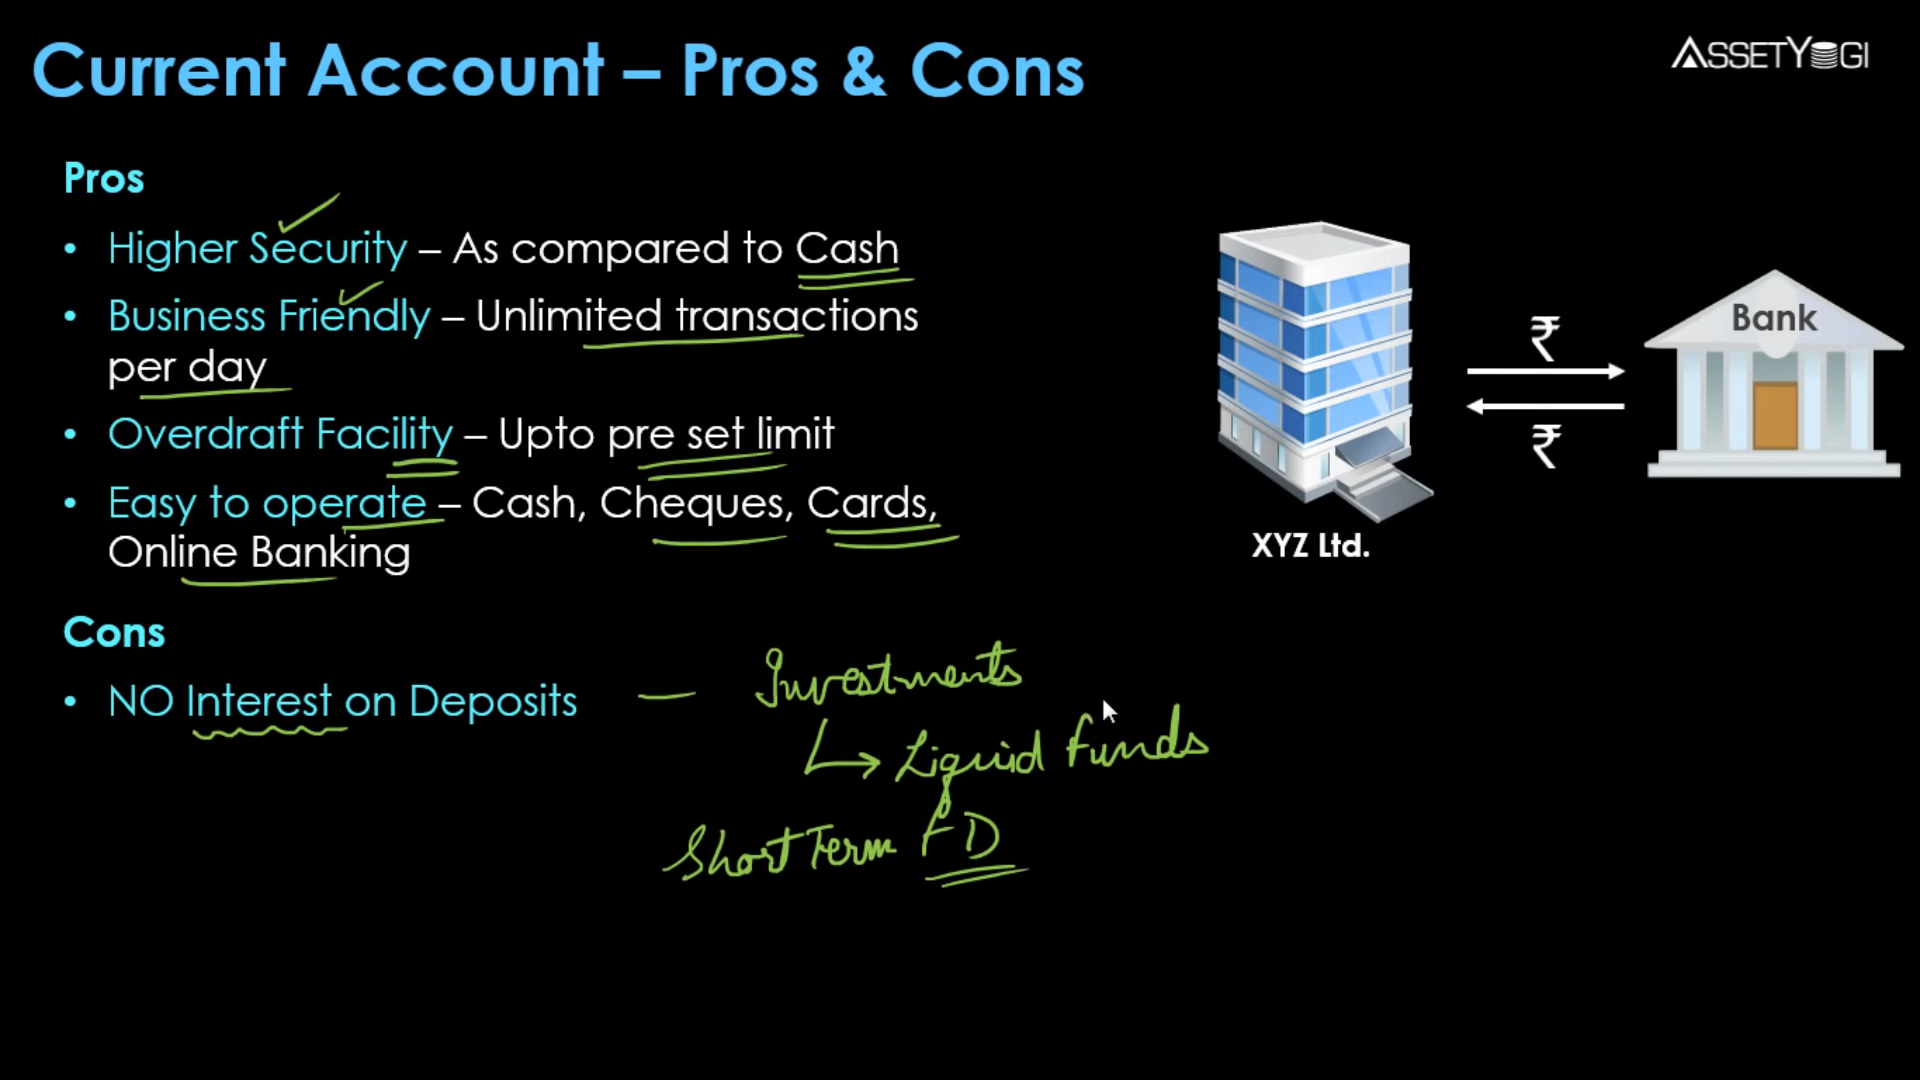 Current Account – Pros & Cons
ASSETYOGI
Pros
• Higher Security – As compared to Cash
• Business Friendly – Unlimited transactions
per day
• Overdraft Facility – Upto pre set limit
• Easy to operate – Cash, Cheques, Cards,
Online Banking
Cons
• NO Interest on Deposits – Investments
Liquid Funds
Short Term FD
₹
₹
Bank
XYZ Ltd.